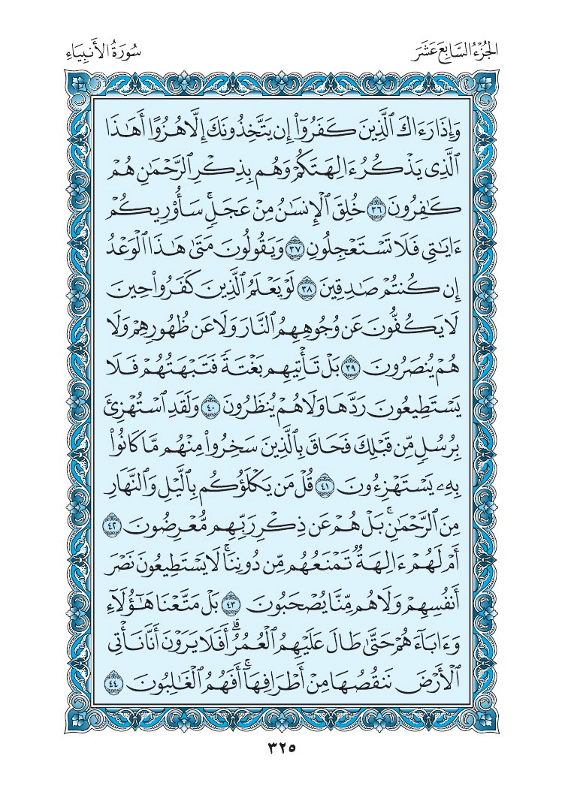 الجُزْءُ السَّابِعَ عَشَرَ
سُورَةُ الأَنْبِيَاءِ
وَإِذَا رَءَاكَ ٱلَّذِينَ كَفَرُوٓا۟ إِن يَتَّخِذُونَكَ إِلَّا هُزُوًا أَهَٰذَا
ٱلَّذِى يَذْكُرُ ءَالِهَتَكُمْ وَهُم بِذِكْرِ ٱلرَّحْمَٰنِ هُمْ
كَٰفِرُونَ ٣٦ خُلِقَ ٱلْإِنسَٰنُ مِنْ عَجَلٍۚ سَأُو۟رِيكُمْ
ءَايَٰتِى فَلَا تَسْتَعْجِلُونِ ٣٧ وَيَقُولُونَ مَتَىٰ هَٰذَا ٱلْوَعْدُ
إِن كُنتُمْ صَٰدِقِينَ ٣٨ لَوْ يَعْلَمُ ٱلَّذِينَ كَفَرُوا۟ حِينَ
لَا يَكُفُّونَ عَن وُجُوهِهِمُ ٱلنَّارَ وَلَا عَن ظُهُورِهِمْ وَلَا
هُمْ يُنصَرُونَ ٣٩ بَلْ تَأْتِيهِم بَغْتَةً فَتَبْهَتُهُمْ فَلَا
يَسْتَطِيعُونَ رَدَّهَا وَلَا هُمْ يُنظَرُونَ ٤٠ وَلَقَدِ ٱسْتُهْزِئَ
بِرُسُلٍ مِّن قَبْلِكَ فَحَاقَ بِٱلَّذِينَ سَخِرُوا۟ مِنْهُم مَّا كَانُوا۟
بِهِۦ يَسْتَهْزِءُونَ ٤١ قُلْ مَن يَكْلَؤُكُم بِٱلَّيْلِ وَٱلنَّهَارِ
مِنَ ٱلرَّحْمَٰنِۚ بَلْ هُمْ عَن ذِكْرِ رَبِّهِم مُّعْرِضُونَ ٤٢
أَمْ لَهُمْ ءَالِهَةٌ تَمْنَعُهُم مِّن دُونِنَاۚ لَا يَسْتَطِيعُونَ نَصْرَ
أَنفُسِهِمْ وَلَا هُم مِّنَّا يُصْحَبُونَ ٤٣ بَلْ مَتَّعْنَا هَٰٓؤُلَآءِ
وَءَابَآءَهُمْ حَتَّىٰ طَالَ عَلَيْهِمُ ٱلْعُمُرُۗ أَفَلَا يَرَوْنَ أَنَّا نَأْتِى
ٱلْأَرْضَ نَنقُصُهَا مِنْ أَطْرَافِهَآۚ أَفَهُمُ ٱلْغَٰلِبُونَ ٤٤
٣٢٥